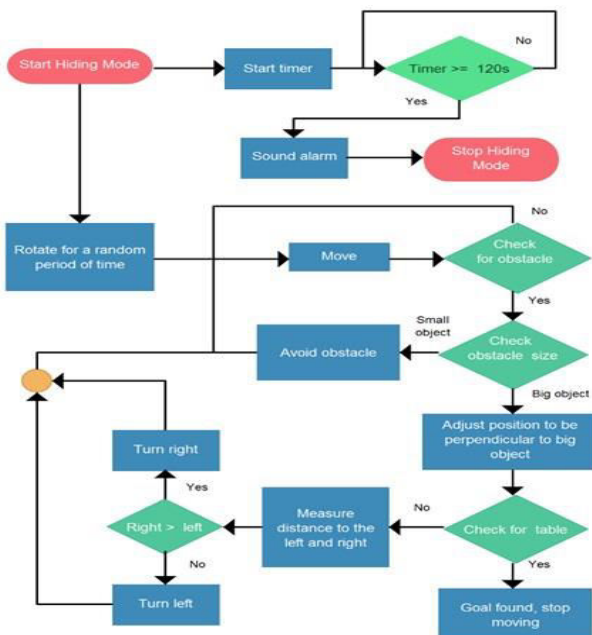 No
Start Hiding Mode
Start timer
Timer >= 120s
Yes
Sound alarm
Stop Hiding
Mode
No
Rotate for a random
period of time
Move
Check
for obstacle
Yes
Small
object
Avoid obstacle
Check
obstacle size
Big object
Adjust position to be
perpendicular to big
object
Turn right
Yes
Right > left
Measure
distance to the
left and right
No
Check for table
No
Yes
Turn left
Goal found, stop
moving